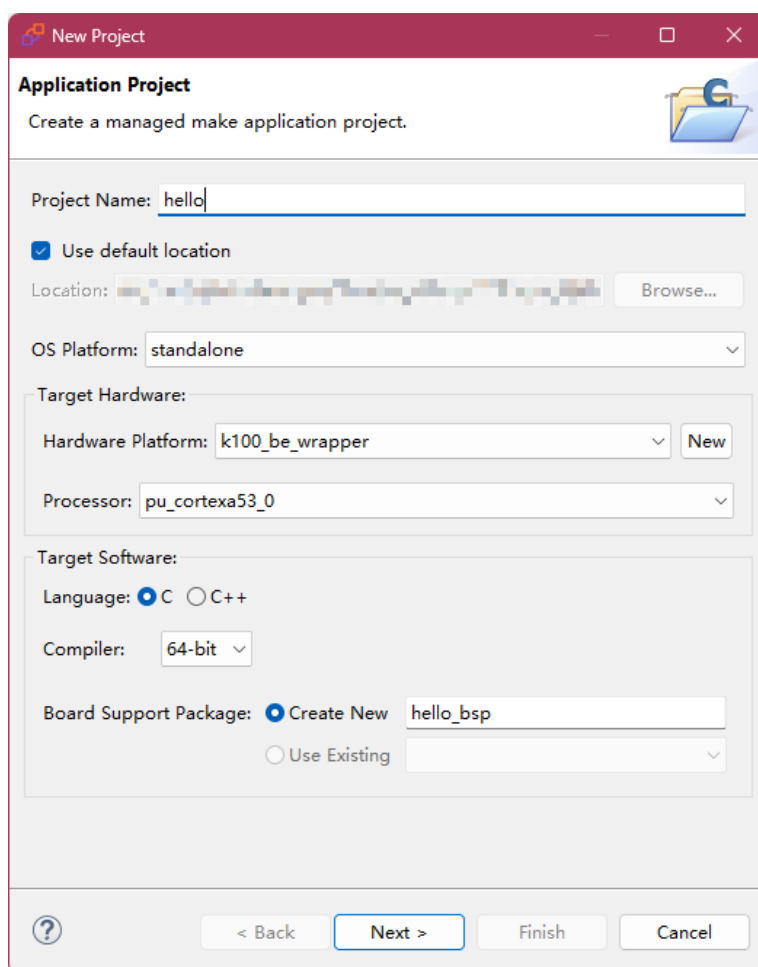 New Project
Application Project
Create a managed make application project.
Project Name: hello
Use default location
Location: Browse...
OS Platform: standalone
Target Hardware:
Hardware Platform: k100_be_wrapper New
Processor: pu_cortexa53_0
Target Software:
Language: C C++
Compiler: 64-bit
Board Support Package: Create New hello_bsp
Use Existing
< Back Next > Finish Cancel